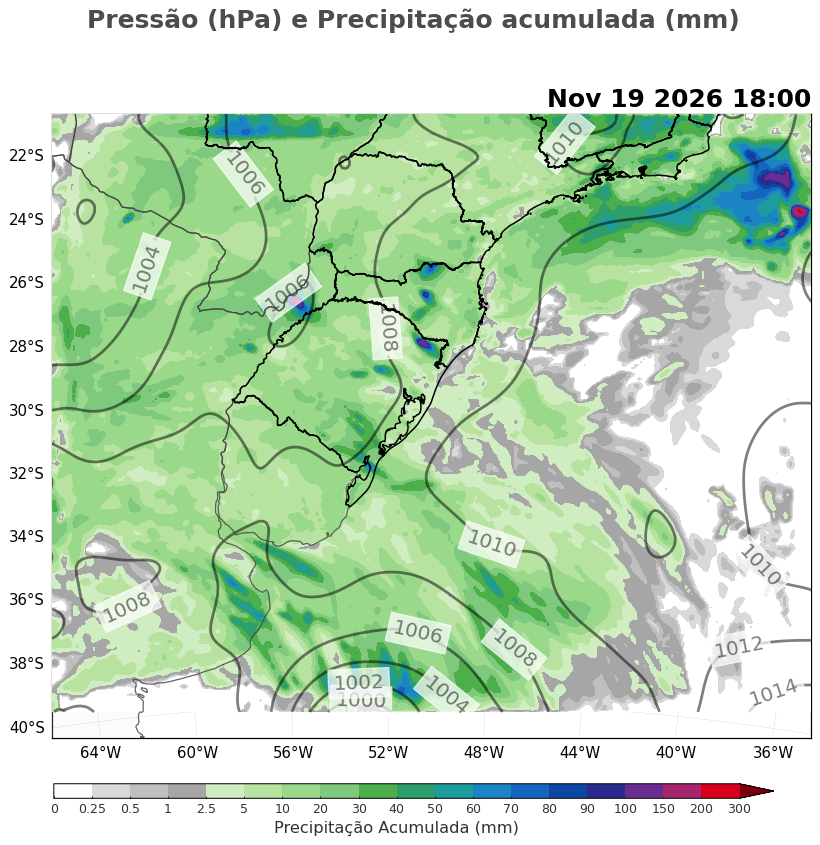 Pressão (hPa) e Precipitação acumulada (mm)
Nov 19 2026 18:00
1010
22°S
1006
24°S
1004
26°S
1006
1008
28°S
30°S
32°S
34°S
1010
1010
36°S
1008
1006
1008
1012
38°S
1002
1004
1014
1000
40°S
64°W 60°W 56°W 52°W 48°W 44°W 40°W 36°W
0 0.25 0.5 1 2.5 5 10 20 30 40 50 60 70 80 90 100 150 200 300
Precipitação Acumulada (mm)